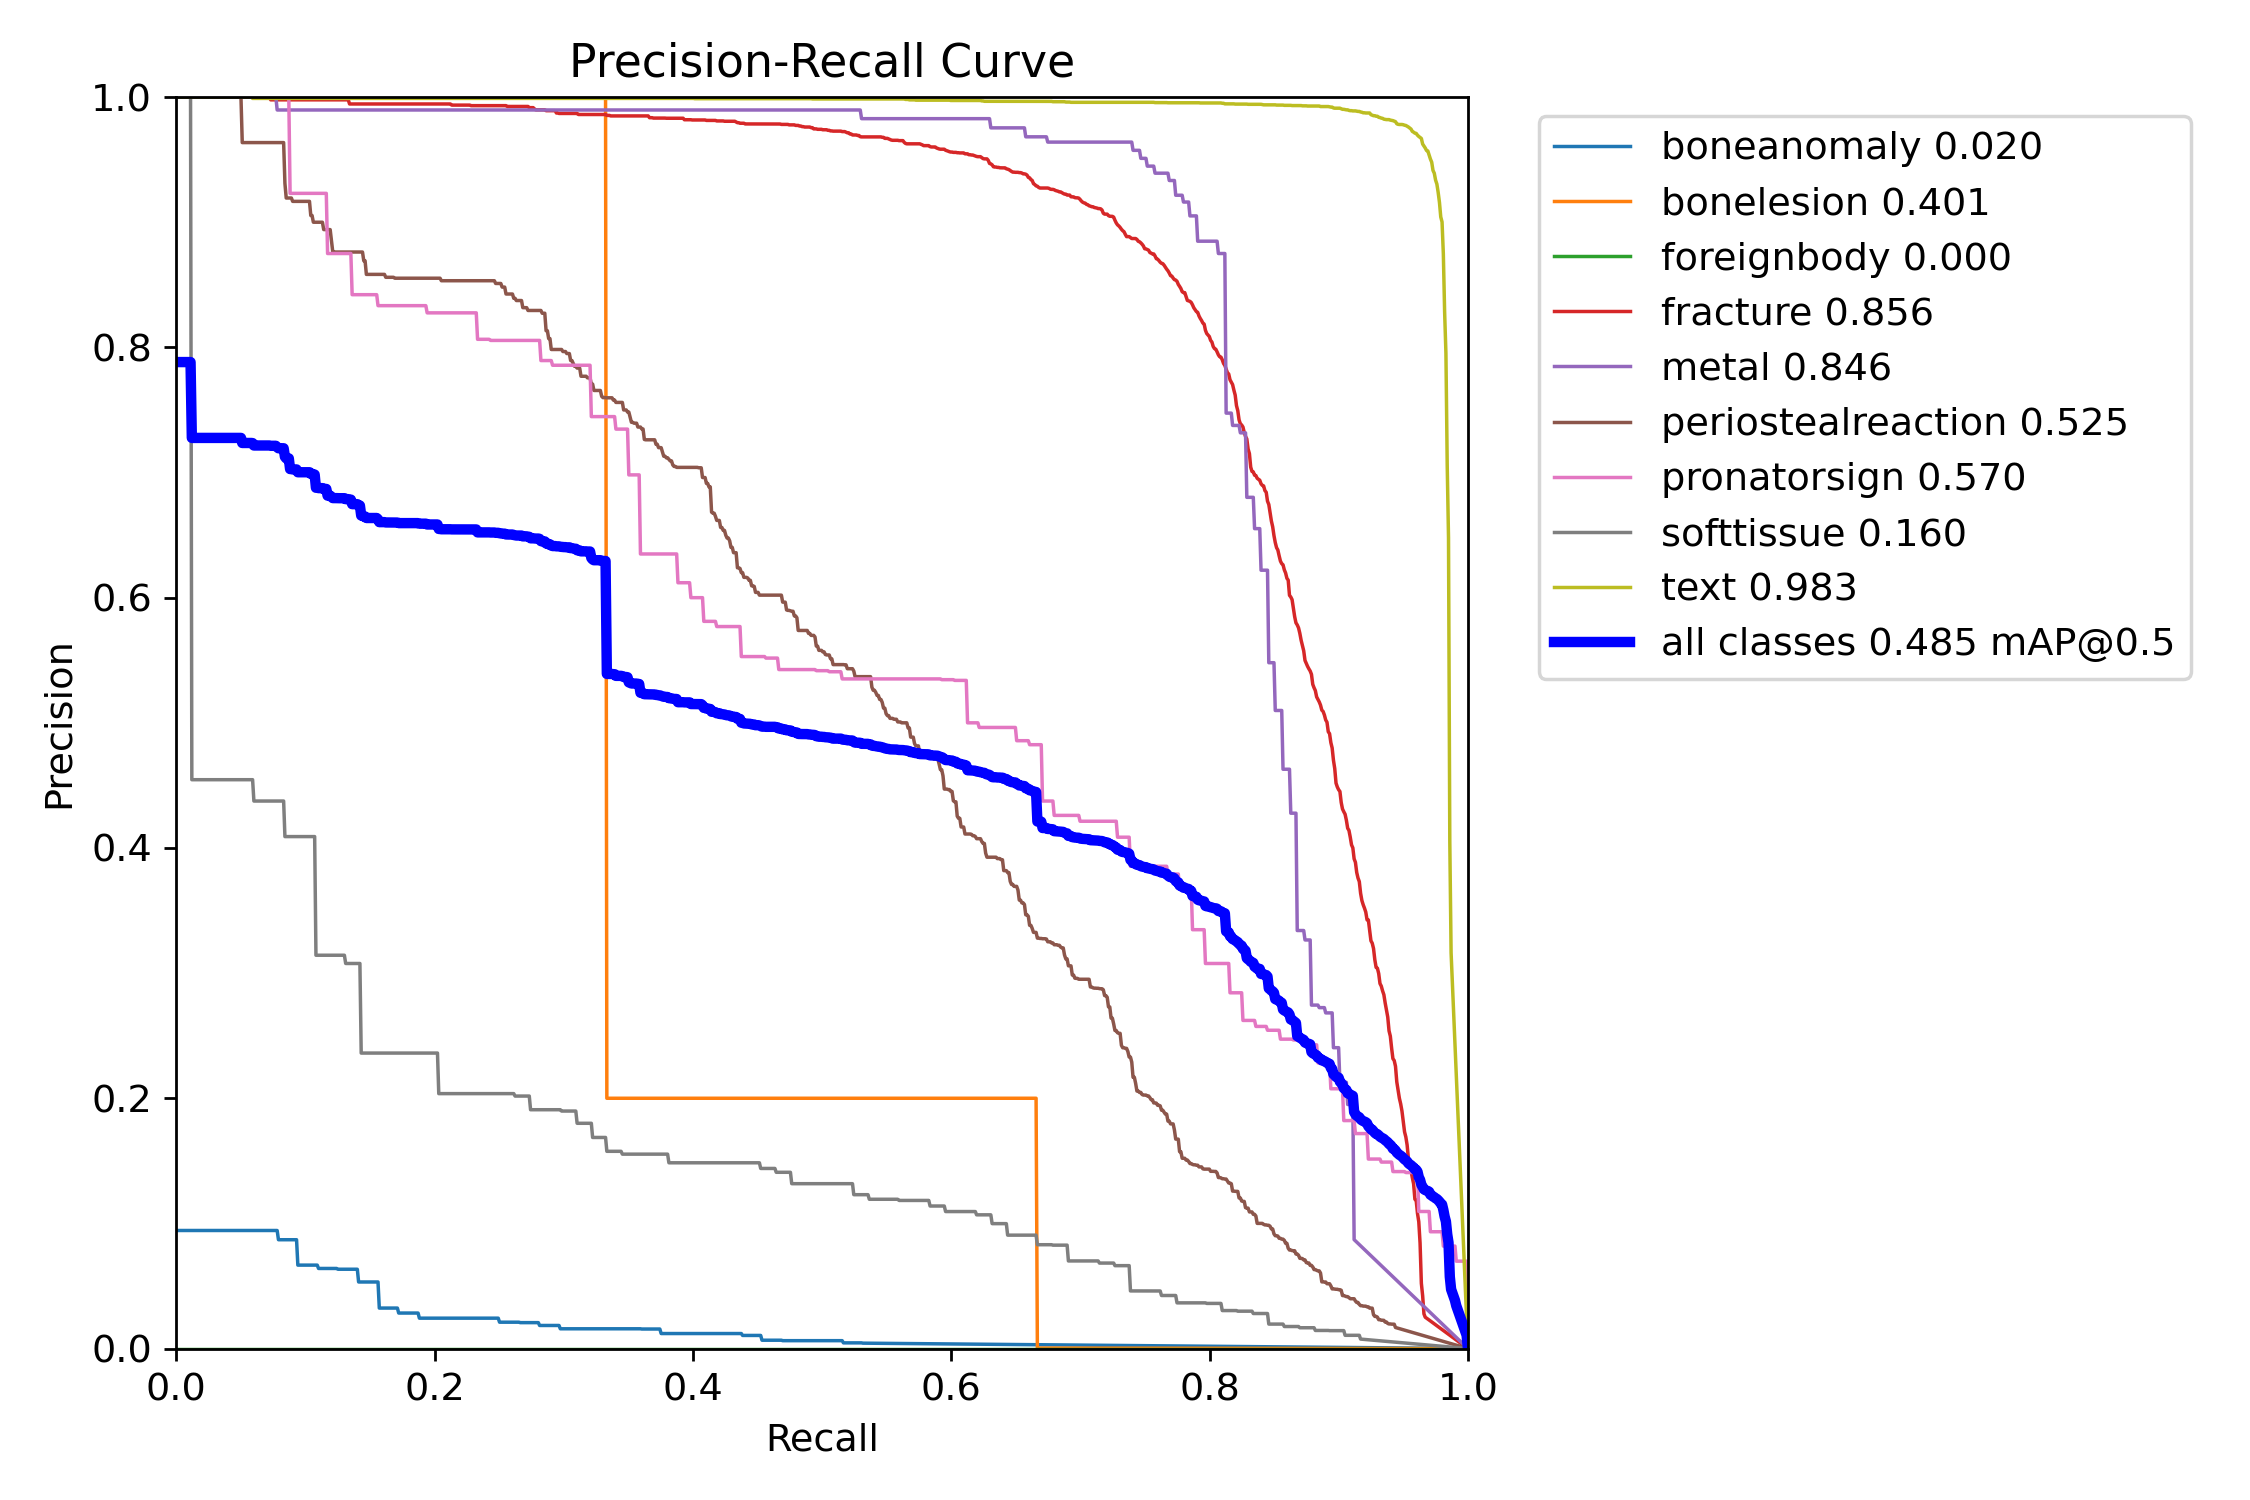 Precision-Recall Curve
1.0
0.8
0.6
0.4
0.2
0.0
Precision
0.0 0.2 0.4 0.6 0.8 1.0
Recall
boneanomaly 0.020
bonelesion 0.401
foreignbody 0.000
fracture 0.856
metal 0.846
periostealreaction 0.525
pronatorsign 0.570
softtissue 0.160
text 0.983
all classes 0.485 mAP@0.5